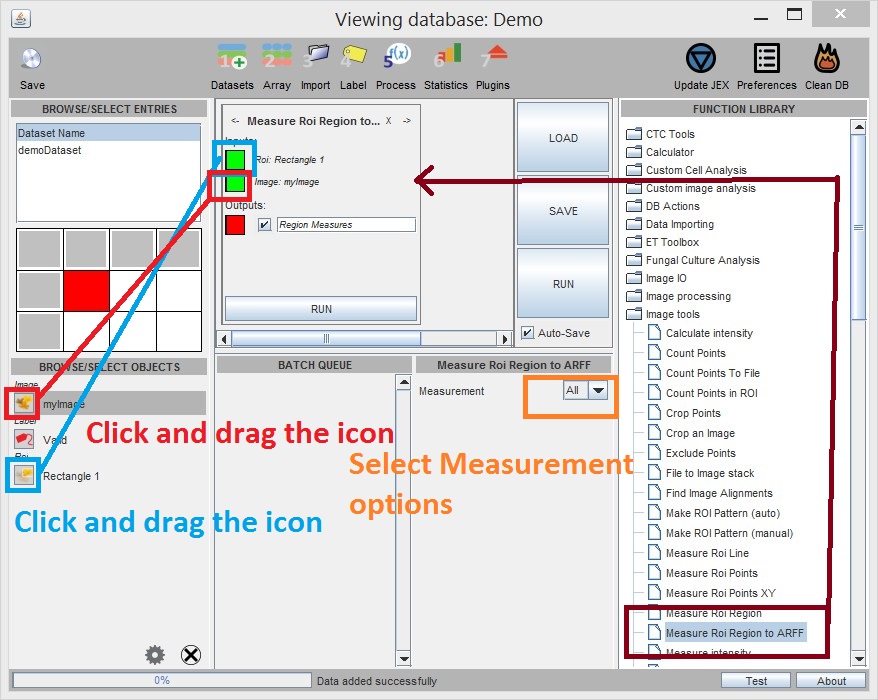 Viewing database: Demo
Save
1 2 3 4 5 f(x) 6 7
Datasets Array Import Label Process Statistics Plugins
Update JEX Preferences Clean DB
BROWSE/SELECT ENTRIES
Dataset Name
demoDataset
BROWSE/SELECT OBJECTS
Image
myImage
Label
Valid
Roi
Rectangle 1
<- Measure Roi Region to... X ->
Inputs:
Roi: Rectangle 1
Image: myImage
Outputs:
Region Measures
RUN
LOAD
SAVE
RUN
Auto-Save
BATCH QUEUE
Measure Roi Region to ARFF
Measurement All
Click and drag the icon
Click and drag the icon
Select Measurement
options
FUNCTION LIBRARY
CTC Tools
Calculator
Custom Cell Analysis
Custom image analysis
DB Actions
Data Importing
ET Toolbox
Fungal Culture Analysis
Image IO
Image processing
Image tools
Calculate intensity
Count Points
Count Points To File
Count Points in ROI
Crop Points
Crop an Image
Exclude Points
File to Image stack
Find Image Alignments
Make ROI Pattern (auto)
Make ROI Pattern (manual)
Measure Roi Line
Measure Roi Points
Measure Roi Points XY
Measure Roi Region
Measure Roi Region to ARFF
Measure intensity
0%
Data added successfully
Test
About